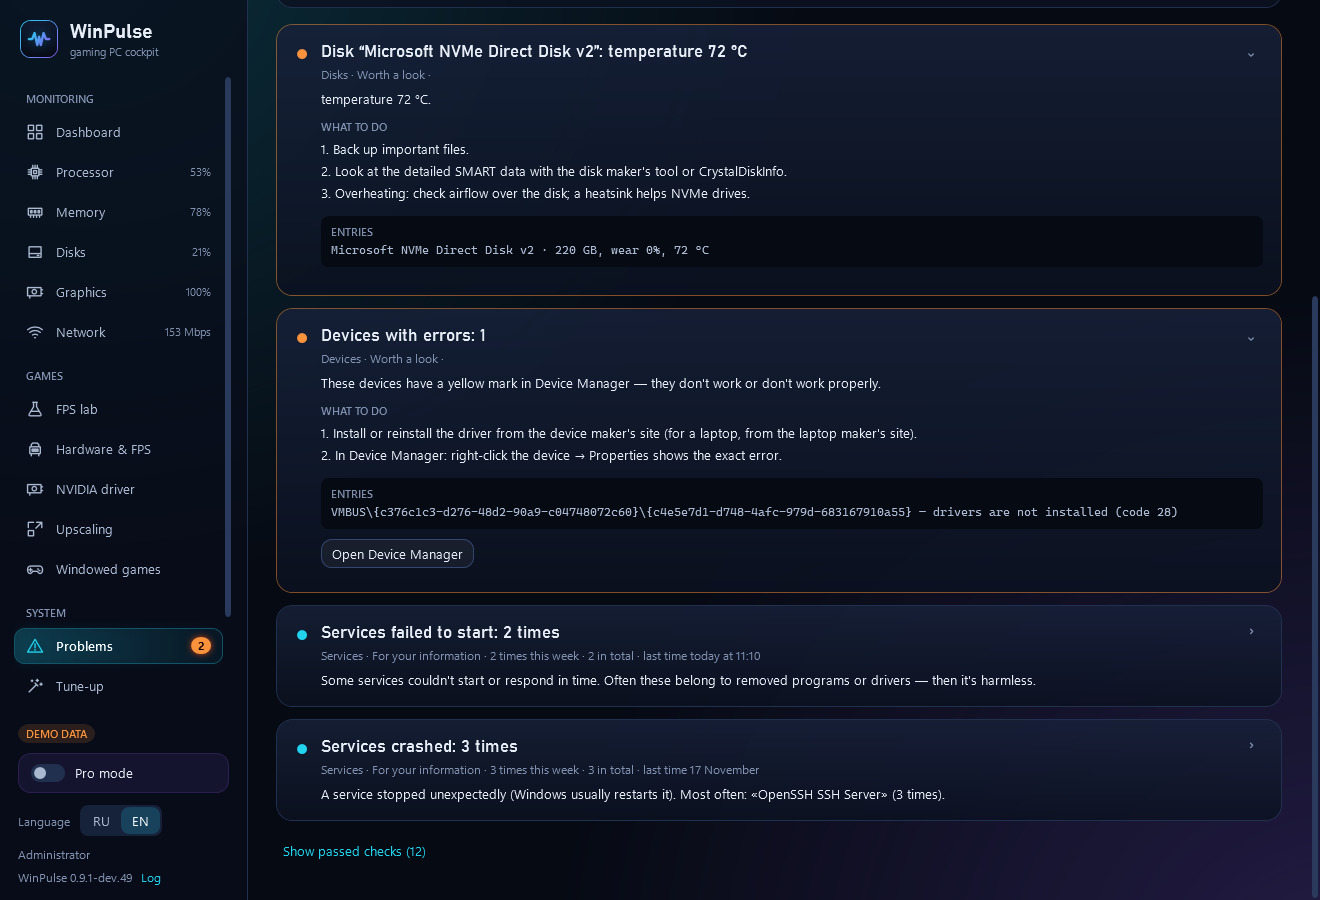 WinPulse
gaming PC cockpit
MONITORING
Dashboard
Processor 53%
Memory 78%
Disks 21%
Graphics 100%
Network 153 Mbps
GAMES
FPS lab
Hardware & FPS
NVIDIA driver
Upscaling
Windowed games
SYSTEM
Problems 2
Tune-up
DEMO DATA
Pro mode
Language RU EN
Administrator
WinPulse 0.9.1-dev.49 Log
Disk “Microsoft NVMe Direct Disk v2”: temperature 72 °C
Disks · Worth a look ·
temperature 72 °C.
WHAT TO DO
1. Back up important files.
2. Look at the detailed SMART data with the disk maker's tool or CrystalDiskInfo.
3. Overheating: check airflow over the disk; a heatsink helps NVMe drives.
ENTRIES
Microsoft NVMe Direct Disk v2 · 220 GB, wear 0%, 72 °C
Devices with errors: 1
Devices · Worth a look ·
These devices have a yellow mark in Device Manager — they don't work or don't work properly.
WHAT TO DO
1. Install or reinstall the driver from the device maker's site (for a laptop, from the laptop maker's site).
2. In Device Manager: right-click the device → Properties shows the exact error.
ENTRIES
VMBUS\{c376c1c3-d276-48d2-90a9-c04748072c60}\{c4e5e7d1-d748-4afc-979d-683167910a55} — drivers are not installed (code 28)
Open Device Manager
Services failed to start: 2 times
Services · For your information · 2 times this week · 2 in total · last time today at 11:10
Some services couldn't start or respond in time. Often these belong to removed programs or drivers — then it's harmless.
Services crashed: 3 times
Services · For your information · 3 times this week · 3 in total · last time 17 November
A service stopped unexpectedly (Windows usually restarts it). Most often: «OpenSSH SSH Server» (3 times).
Show passed checks (12)